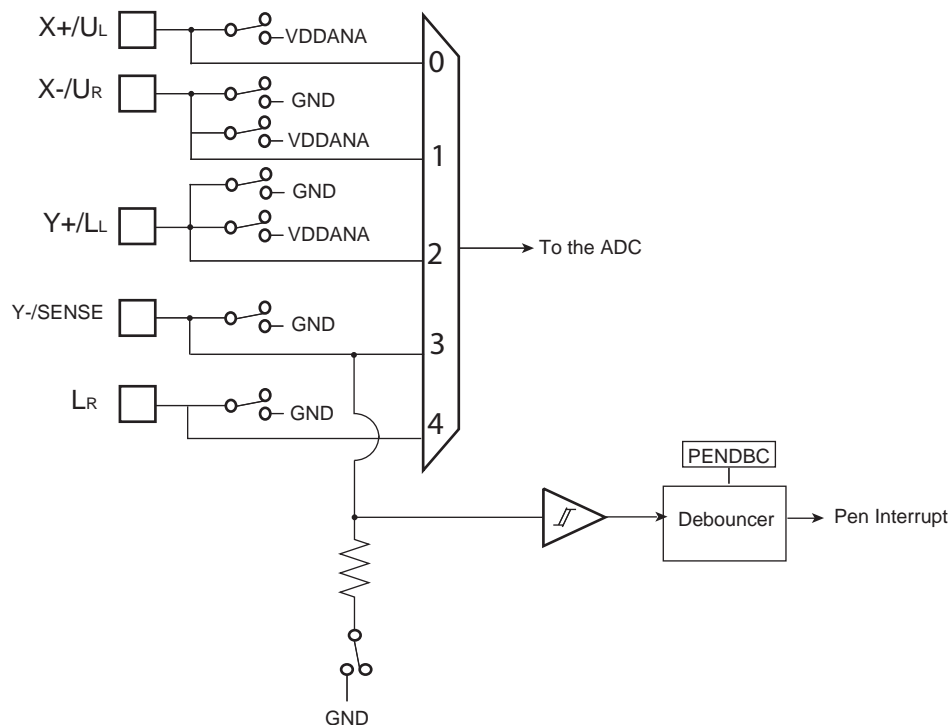 X+/UL
VDDANA
0
X-/UR
GND
VDDANA
1
GND
Y+/LL
VDDANA
2
To the ADC
Y-/SENSE
GND
3
LR
GND
4
PENDBC
Debouncer
Pen Interrupt
GND